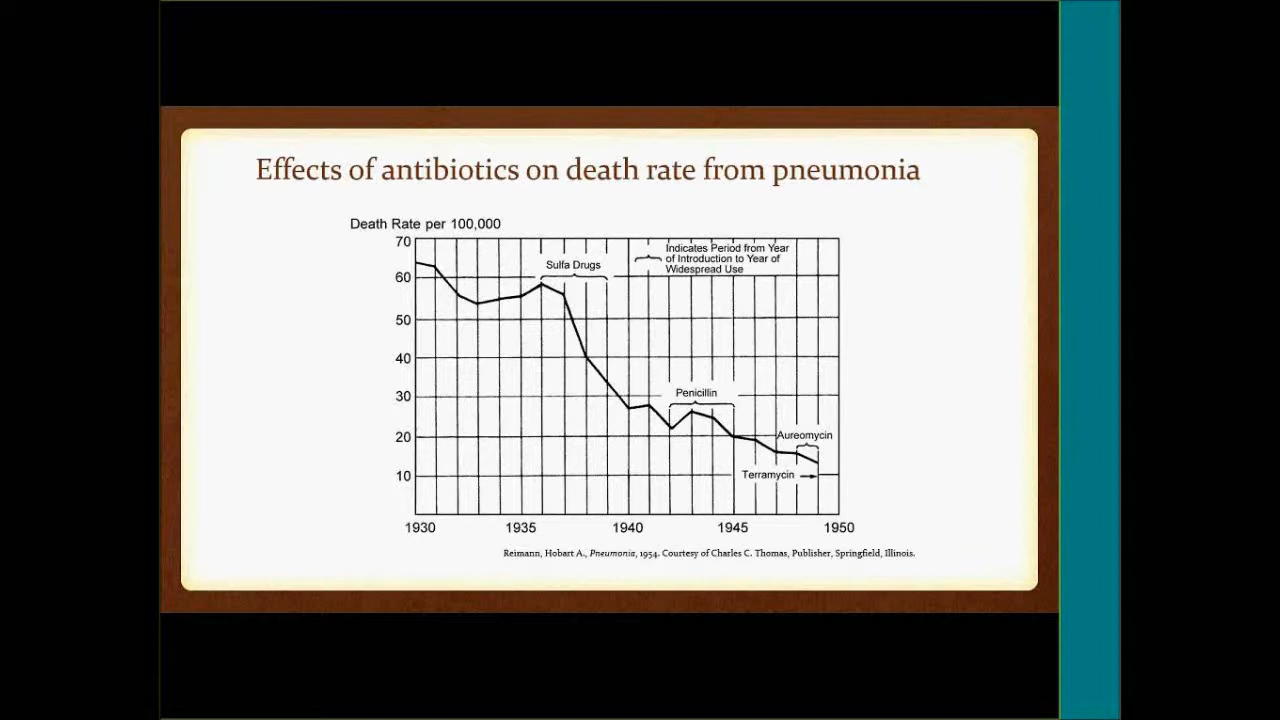 Effects of antibiotics on death rate from pneumonia
Death Rate per 100,000
70
60
50
40
30
20
10
Sulfa Drugs
Indicates Period from Year
of Introduction to Year of
Widespread Use
Penicillin
Aureomycin
Terramycin
1930 1935 1940 1945 1950
Reimann, Hobart A., Pneumonia, 1954. Courtesy of Charles C. Thomas, Publisher, Springfield, Illinois.